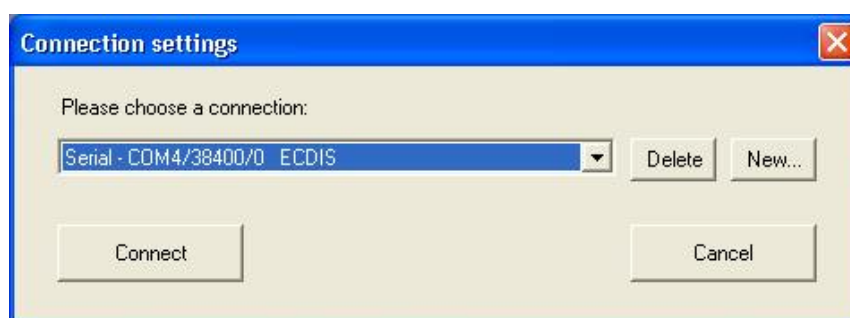 Connection settings
Please choose a connection:
Serial - COM4/38400/0 ECDIS
Delete
New...
Connect
Cancel